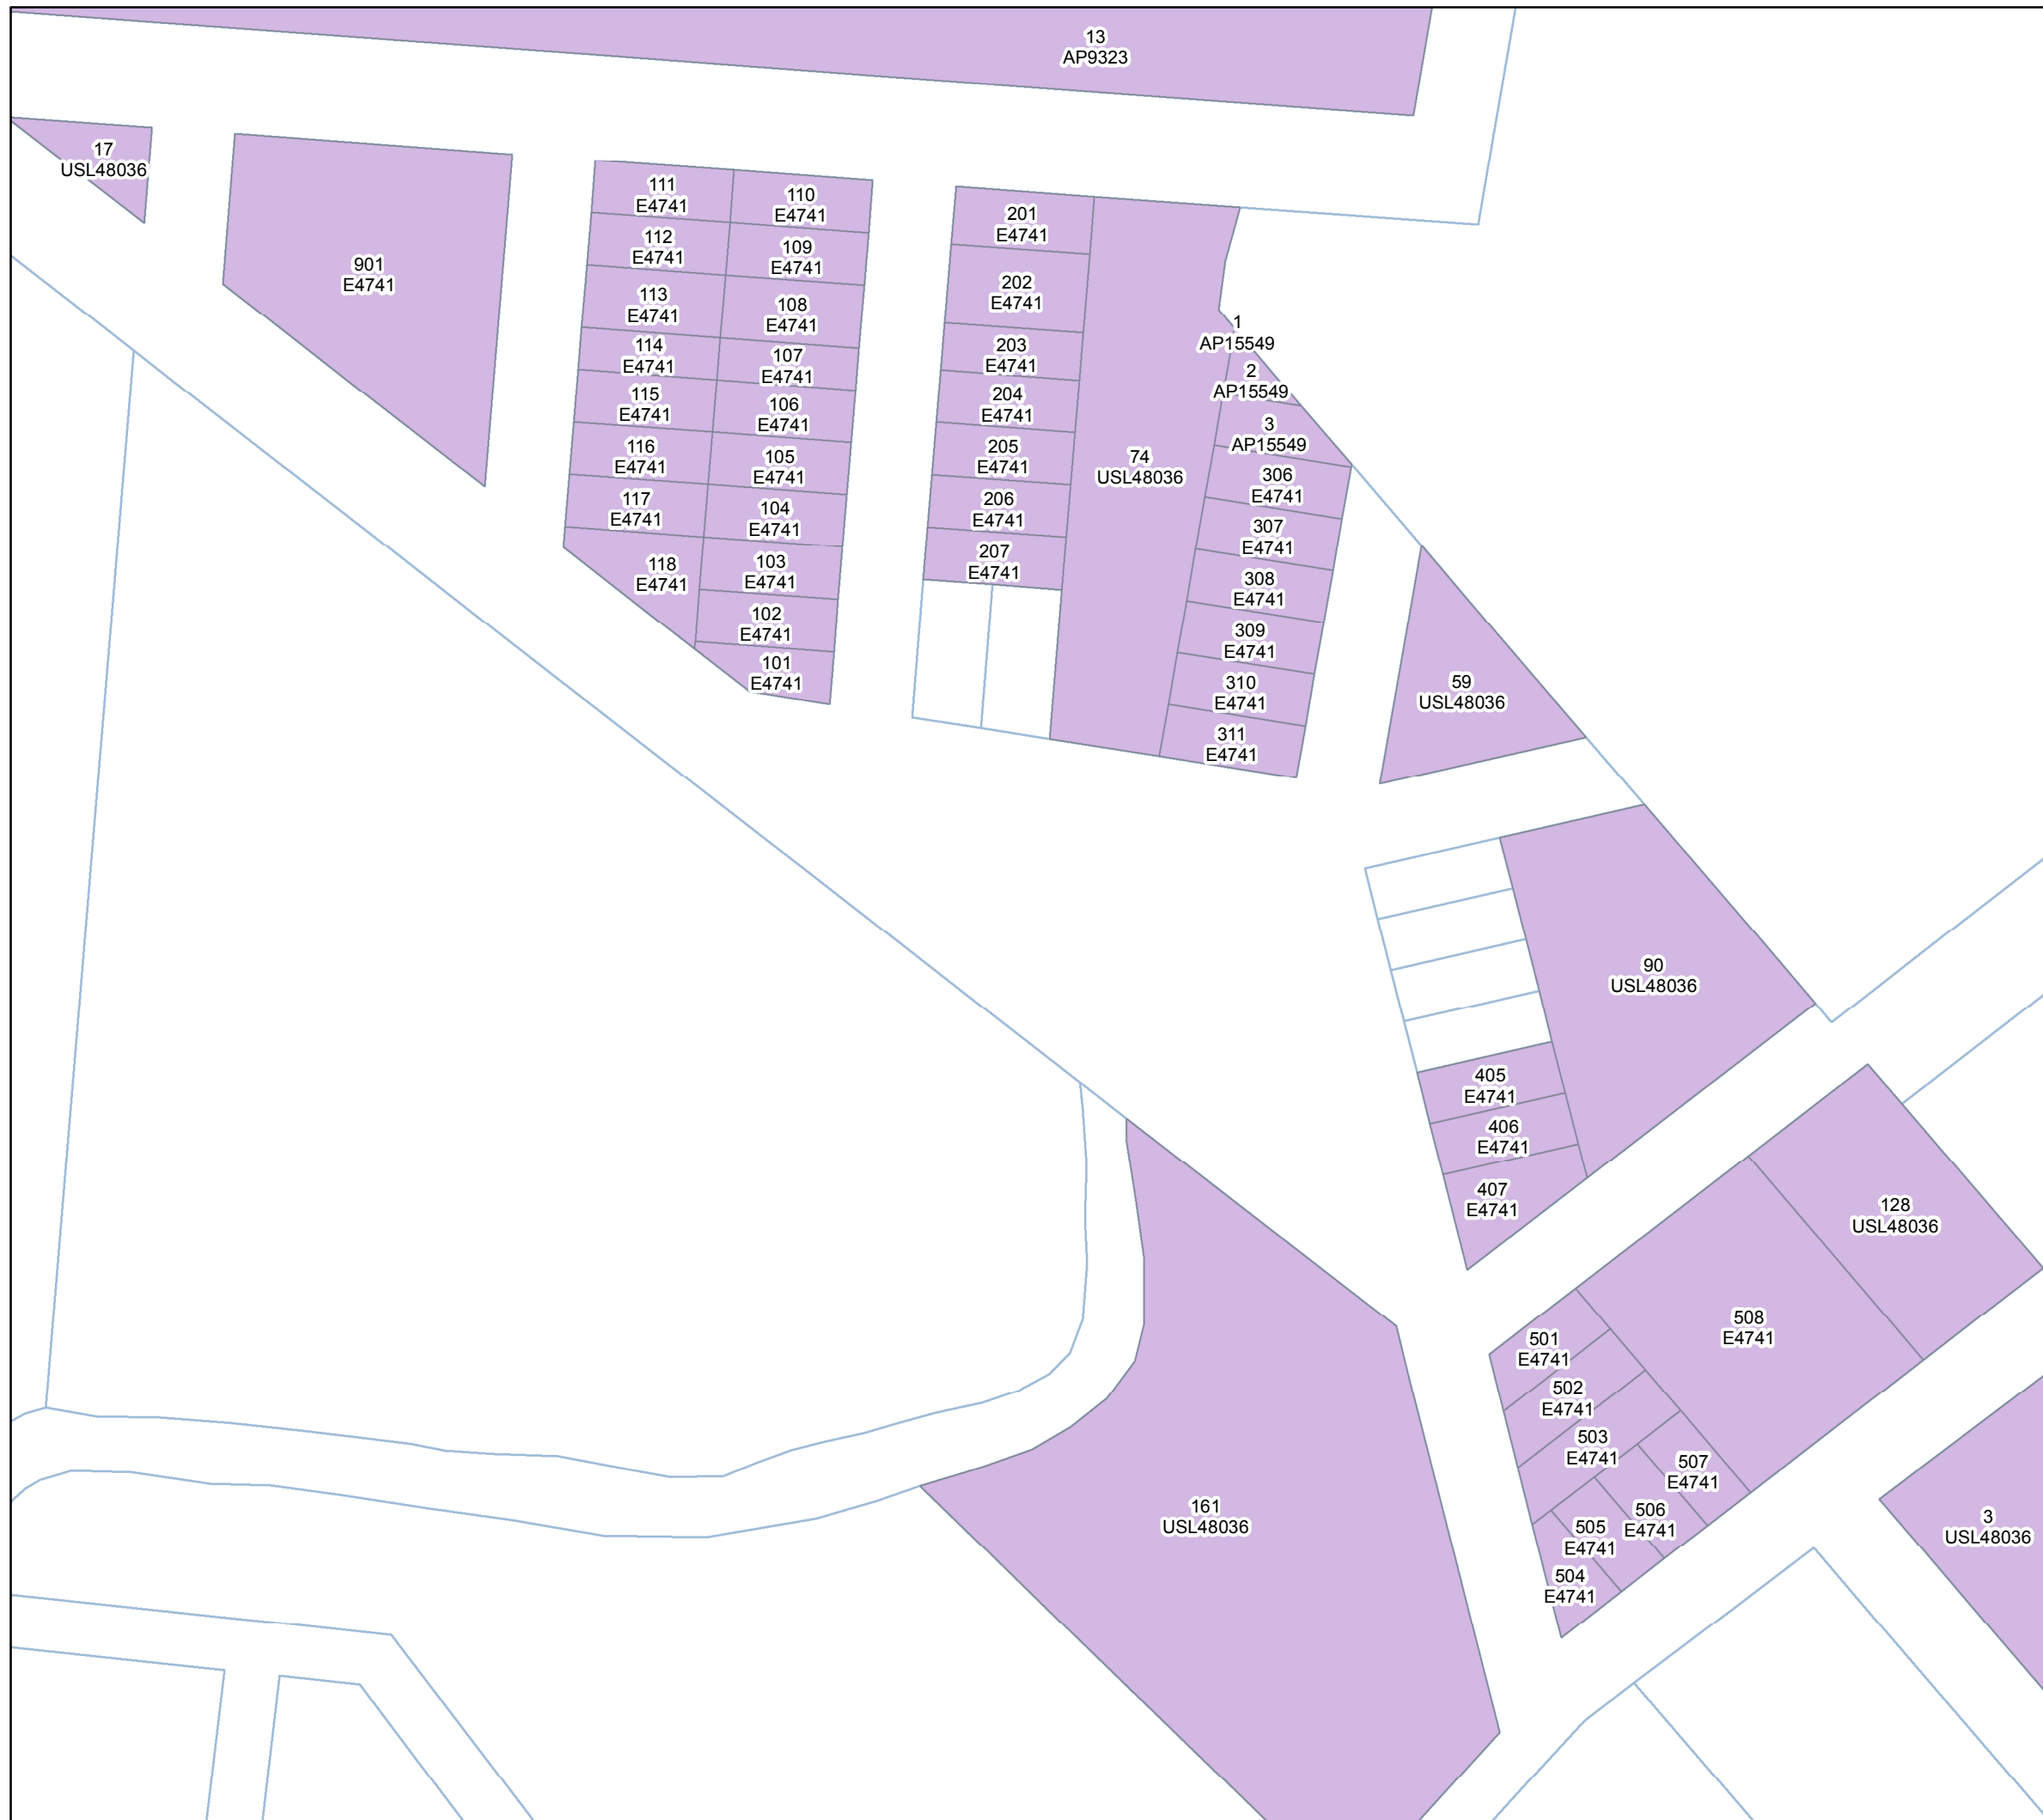 13
AP9323
17
USL48036
901
E4741
111
E4741
110
E4741
112
E4741
109
E4741
113
E4741
108
E4741
114
E4741
107
E4741
115
E4741
106
E4741
116
E4741
105
E4741
117
E4741
104
E4741
118
E4741
103
E4741
102
E4741
101
E4741
201
E4741
202
E4741
203
E4741
204
E4741
205
E4741
206
E4741
207
E4741
74
USL48036
1
AP15549
2
AP15549
3
AP15549
306
E4741
307
E4741
308
E4741
309
E4741
310
E4741
311
E4741
59
USL48036
90
USL48036
405
E4741
406
E4741
407
E4741
128
USL48036
508
E4741
501
E4741
502
E4741
503
E4741
507
E4741
506
E4741
505
E4741
504
E4741
161
USL48036
3
USL48036